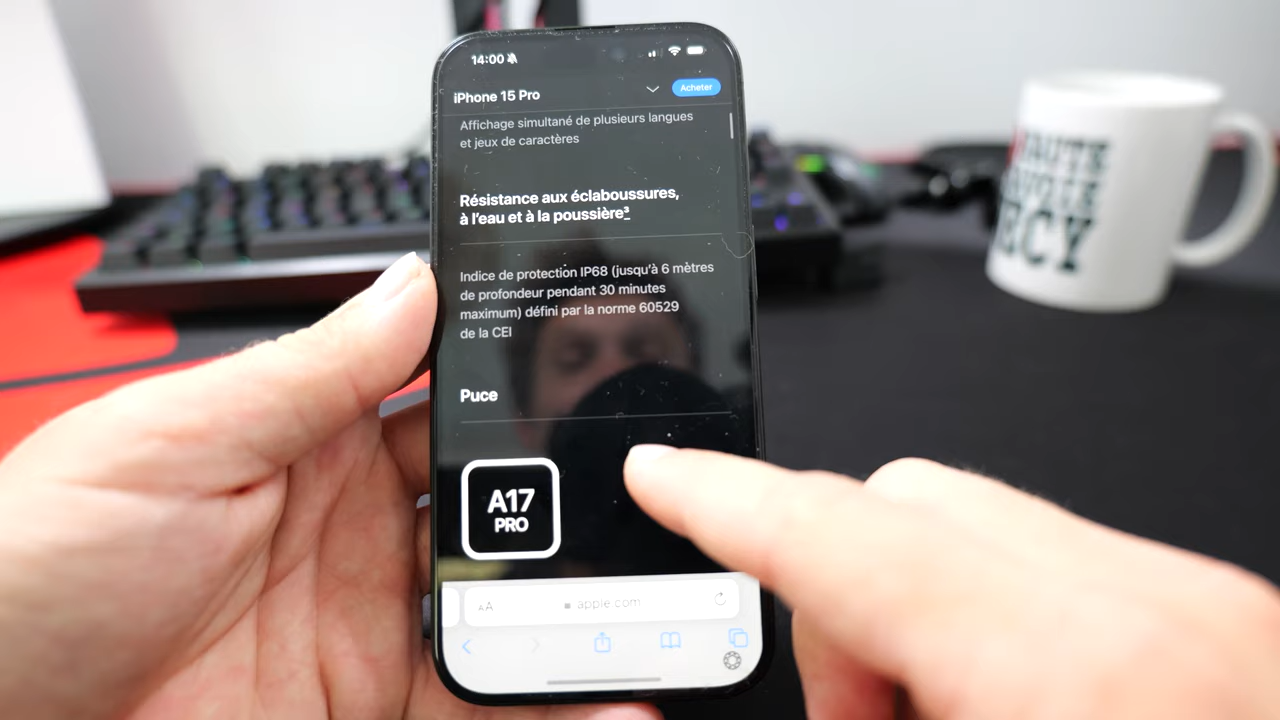 14:00
iPhone 15 Pro
Acheter
Affichage simultané de plusieurs langues
et jeux de caractères
Résistance aux éclaboussures,
à l'eau et à la poussière³
Indice de protection IP68 (jusqu'à 6 mètres
de profondeur pendant 30 minutes
maximum) défini par la norme 60529
de la CEI
Puce
A17
PRO
AA
apple.com